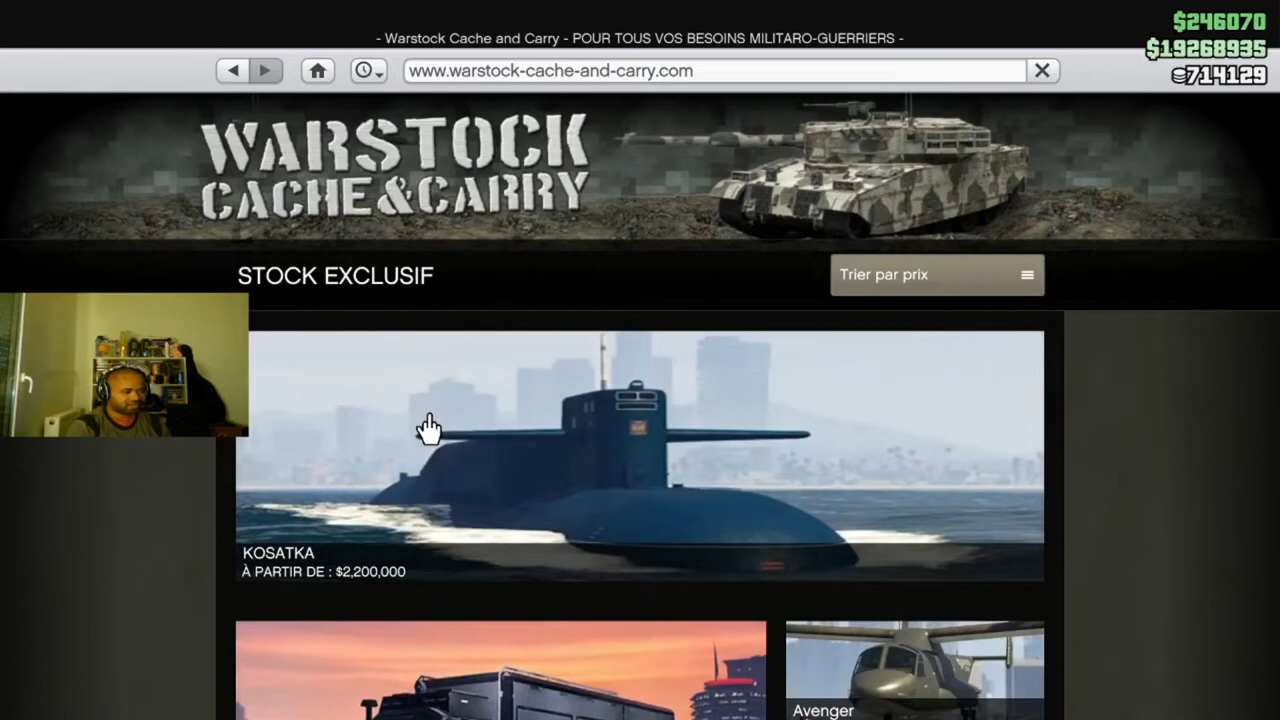 - Warstock Cache and Carry - POUR TOUS VOS BESOINS MILITARO-GUERRIERS -
$246070
$19268935
714129
www.warstock-cache-and-carry.com
WARSTOCK
CACHE&CARRY
STOCK EXCLUSIF
Trier par prix
KOSATKA
À PARTIR DE : $2,200,000
Avenger